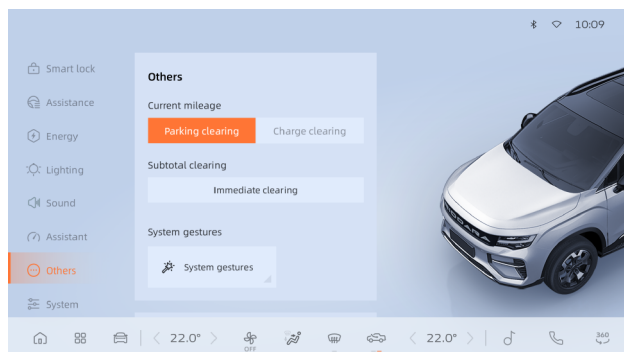 10:09
Smart lock
Assistance
Energy
Lighting
Sound
Assistant
Others
System
Others
Current mileage
Parking clearing
Charge clearing
Subtotal clearing
Immediate clearing
System gestures
System gestures
22.0°
OFF
22.0°
360